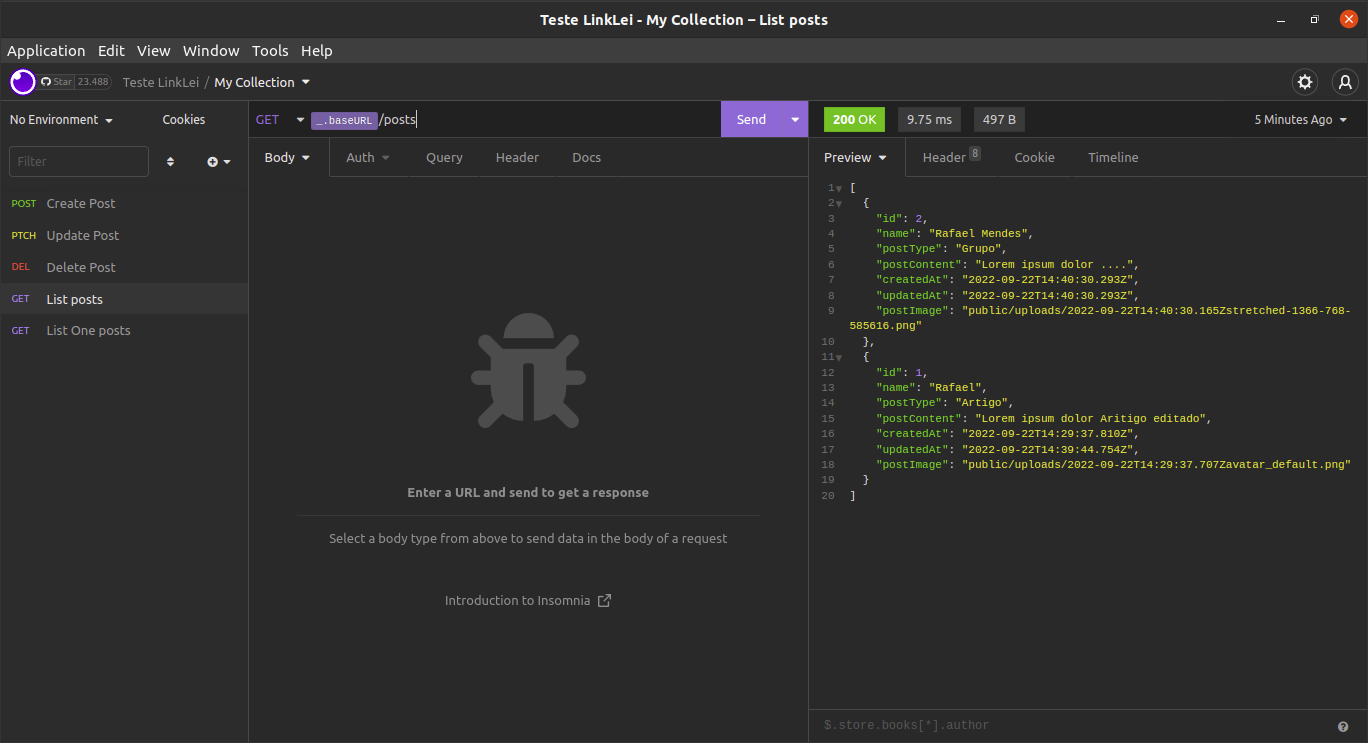 Teste LinkLei - My Collection – List posts
Application Edit View Window Tools Help
Star 23.488 Teste LinkLei / My Collection
No Environment Cookies
Filter
POST Create Post
PTCH Update Post
DEL Delete Post
GET List posts
GET List One posts
GET _.baseURL/posts Send
Body Auth Query Header Docs
Enter a URL and send to get a response
Select a body type from above to send data in the body of a request
Introduction to Insomnia
200 OK 9.75 ms 497 B 5 Minutes Ago
Preview Header 8 Cookie Timeline
1 [
2 {
3 "id": 2,
4 "name": "Rafael Mendes",
5 "postType": "Grupo",
6 "postContent": "Lorem ipsum dolor ....",
7 "createdAt": "2022-09-22T14:40:30.293Z",
8 "updatedAt": "2022-09-22T14:40:30.293Z",
9 "postImage": "public/uploads/2022-09-22T14:40:30.165Zstretched-1366-768-
585616.png"
10 },
11 {
12 "id": 1,
13 "name": "Rafael",
14 "postType": "Artigo",
15 "postContent": "Lorem ipsum dolor Aritigo editado",
16 "createdAt": "2022-09-22T14:29:37.810Z",
17 "updatedAt": "2022-09-22T14:39:44.754Z",
18 "postImage": "public/uploads/2022-09-22T14:29:37.707Zavatar_default.png"
19 }
20 ]
$.store.books[*].author